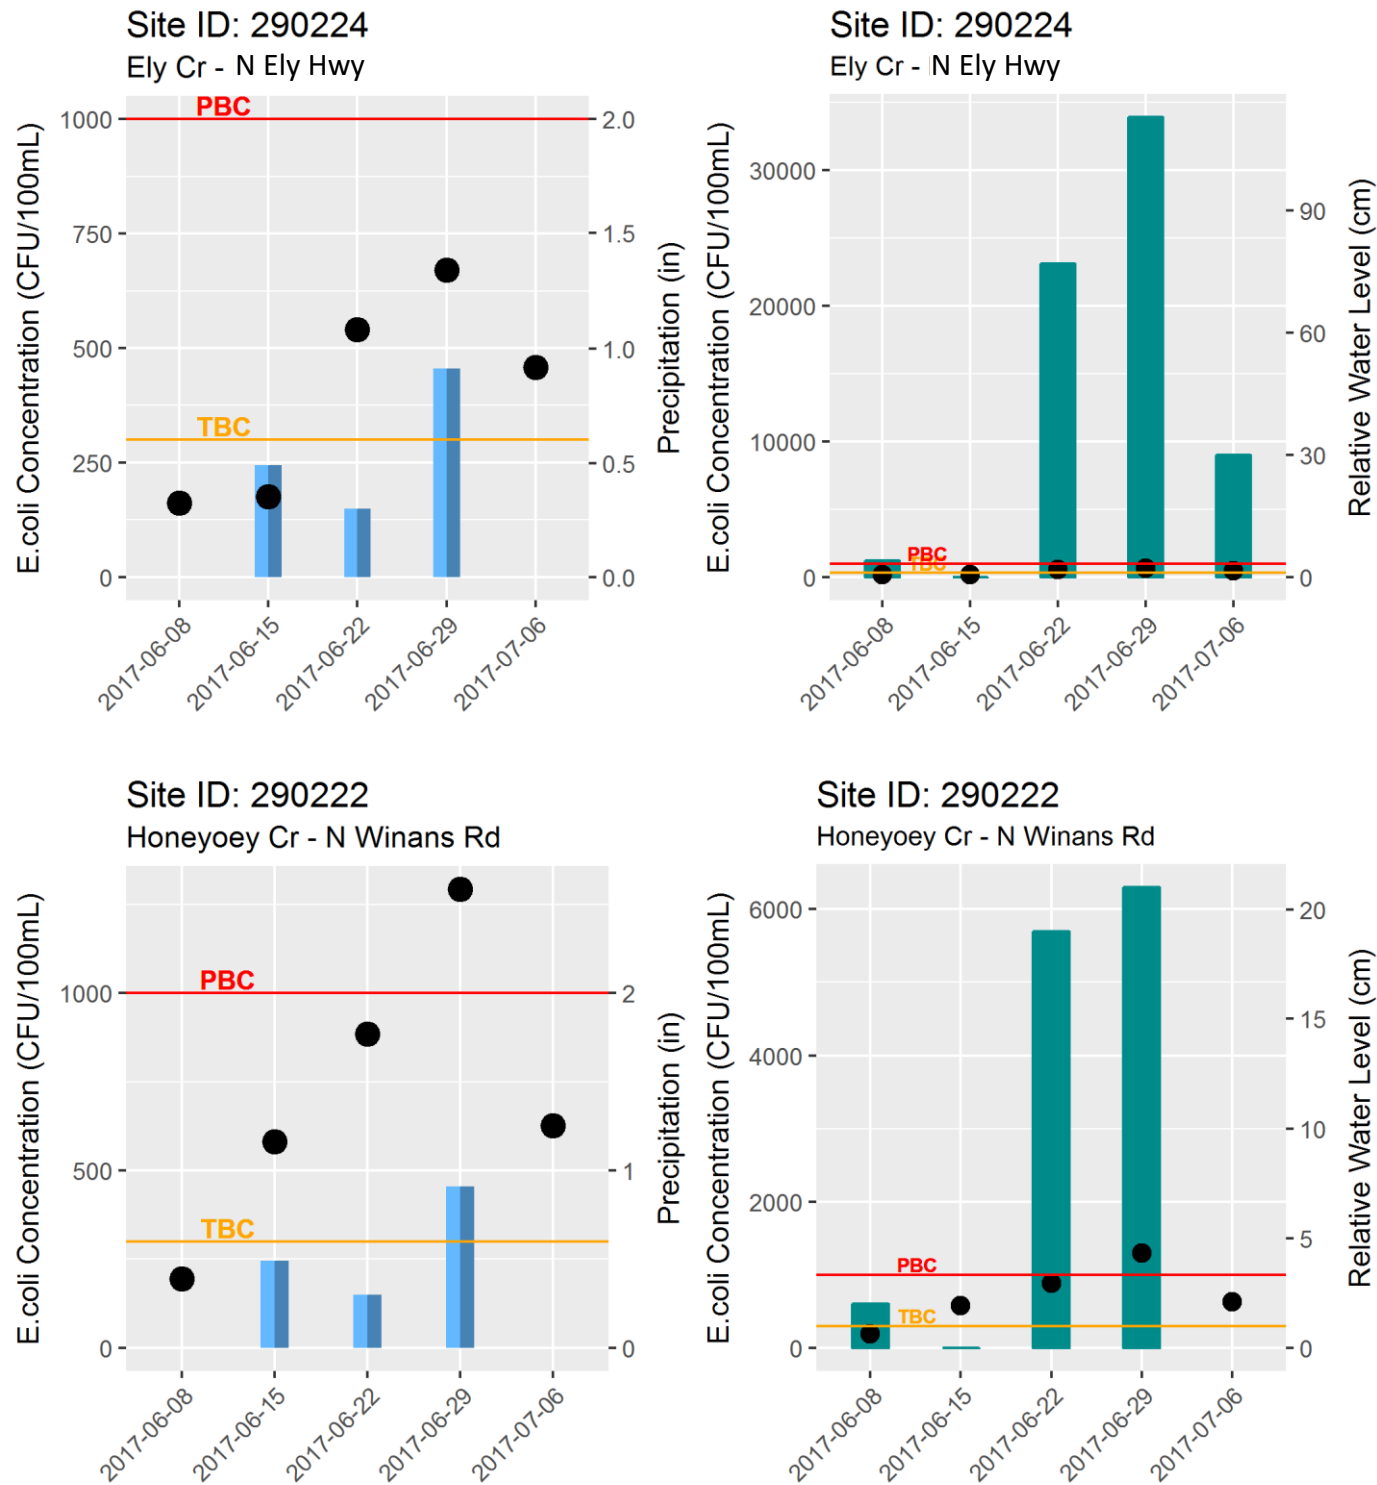 Site ID: 290224
Ely Cr - N Ely Hwy
PBC
TBC
1000
750
500
250
0
2.0
1.5
1.0
0.5
0.0
E.coli Concentration (CFU/100mL)
Precipitation (in)
2017-06-08
2017-06-15
2017-06-22
2017-06-29
2017-07-06
Site ID: 290224
Ely Cr - N Ely Hwy
PBC
TBC
30000
20000
10000
0
90
60
30
0
E.coli Concentration (CFU/100mL)
Relative Water Level (cm)
2017-06-08
2017-06-15
2017-06-22
2017-06-29
2017-07-06
Site ID: 290222
Honeyoey Cr - N Winans Rd
PBC
TBC
1000
500
0
2
1
0
E.coli Concentration (CFU/100mL)
Precipitation (in)
2017-06-08
2017-06-15
2017-06-22
2017-06-29
2017-07-06
Site ID: 290222
Honeyoey Cr - N Winans Rd
PBC
TBC
6000
4000
2000
0
20
15
10
5
0
E.coli Concentration (CFU/100mL)
Relative Water Level (cm)
2017-06-08
2017-06-15
2017-06-22
2017-06-29
2017-07-06